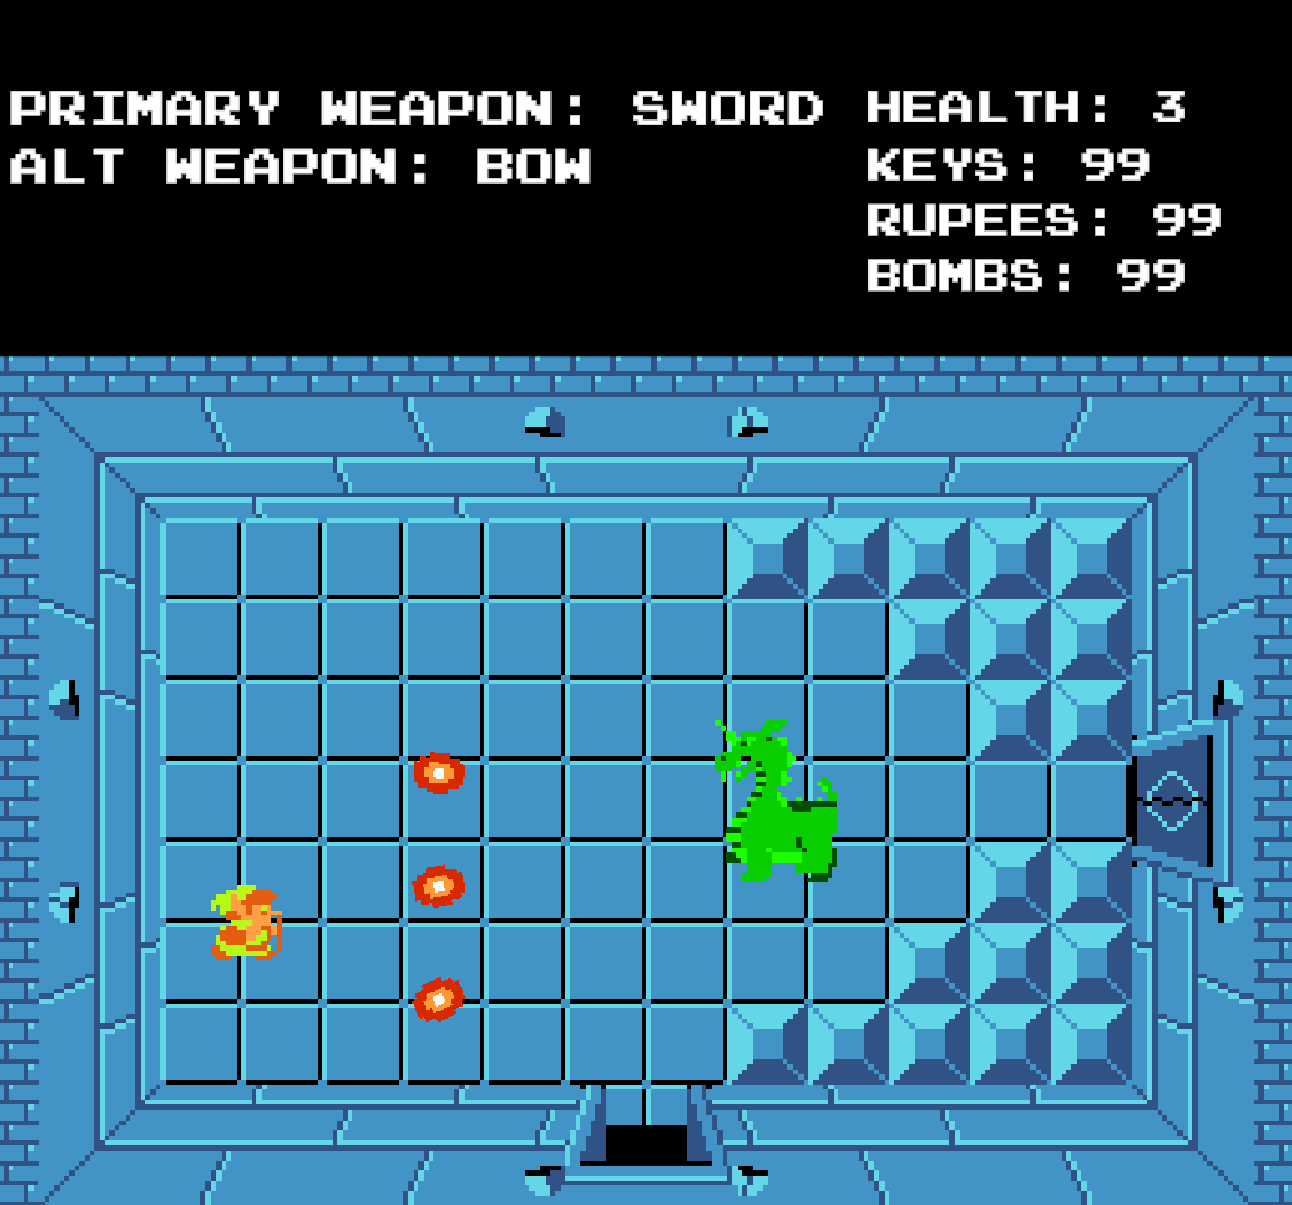 PRIMARY WEAPON: SWORD
ALT WEAPON: BOW
HEALTH: 3
KEYS: 99
RUPEES: 99
BOMBS: 99